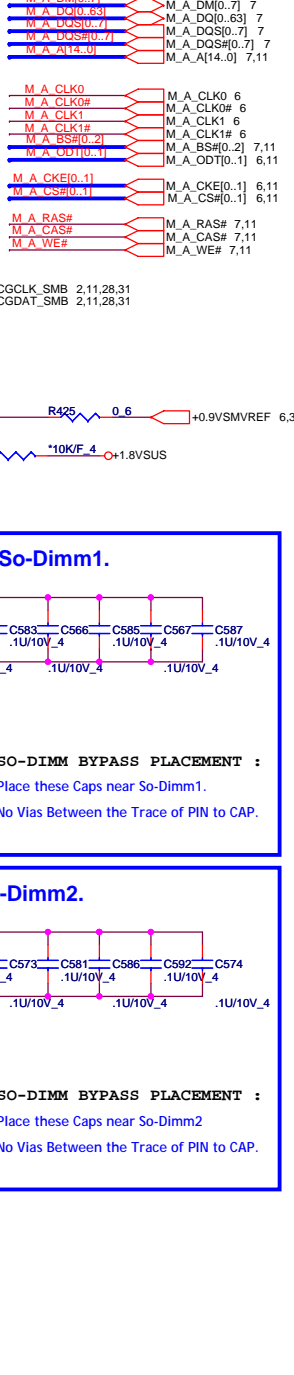 M_A_DM[0..7] M_A_DM[0..7] 7
M_A_DQ[0..63] M_A_DQ[0..63] 7
M_A_DQS[0..7] M_A_DQS[0..7] 7
M_A_DQS#[0..7] M_A_DQS#[0..7] 7
M_A_A[14..0] M_A_A[14..0] 7,11
M_A_CLK0 M_A_CLK0 6
M_A_CLK0# M_A_CLK0# 6
M_A_CLK1 M_A_CLK1 6
M_A_CLK1# M_A_CLK1# 6
M_A_BS#[0..2] M_A_BS#[0..2] 7,11
M_A_ODT[0..1] M_A_ODT[0..1] 6,11
M_A_CKE[0..1] M_A_CKE[0..1] 6,11
M_A_CS#[0..1] M_A_CS#[0..1] 6,11
M_A_RAS# M_A_RAS# 7,11
M_A_CAS# M_A_CAS# 7,11
M_A_WE# M_A_WE# 7,11
CGCLK_SMB 2,11,28,31
CGDAT_SMB 2,11,28,31
R425 0_6 +0.9VSMVREF 6,3
*10K/F_4 +1.8VSUS
So-Dimm1.
C583 C566 C585 C567 C587
.1U/10V_4 .1U/10V_4 .1U/10V_4
_4 .1U/10V_4 .1U/10V_4
SO-DIMM BYPASS PLACEMENT :
Place these Caps near So-Dimm1.
No Vias Between the Trace of PIN to CAP.
-Dimm2.
C573 C581 C586 C592 C574
_4 .1U/10V_4 .1U/10V_4
.1U/10V_4 .1U/10V_4 .1U/10V_4
SO-DIMM BYPASS PLACEMENT :
Place these Caps near So-Dimm2
No Vias Between the Trace of PIN to CAP.